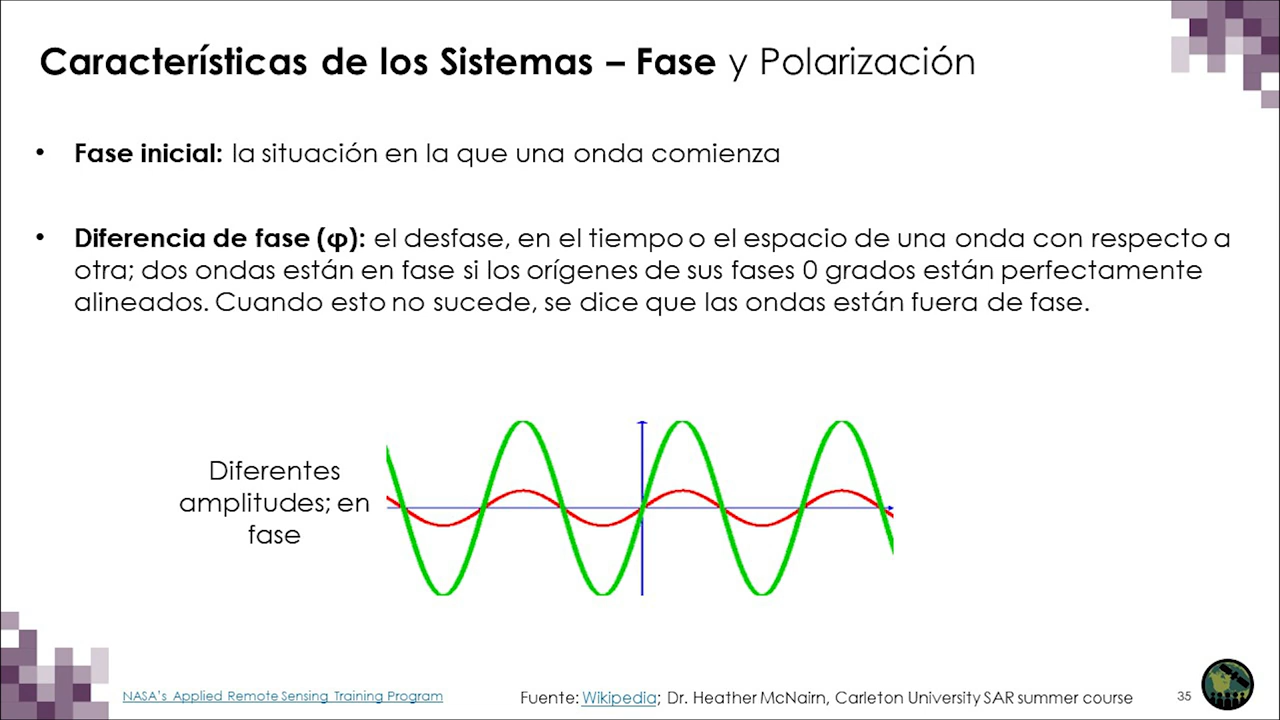 Características de los Sistemas – Fase y Polarización
• Fase inicial: la situación en la que una onda comienza
• Diferencia de fase (φ): el desfase, en el tiempo o el espacio de una onda con respecto a
otra; dos ondas están en fase si los orígenes de sus fases 0 grados están perfectamente
alineados. Cuando esto no sucede, se dice que las ondas están fuera de fase.
Diferentes
amplitudes; en
fase
NASA's Applied Remote Sensing Training Program
Fuente: Wikipedia; Dr. Heather McNairn, Carleton University SAR summer course
35